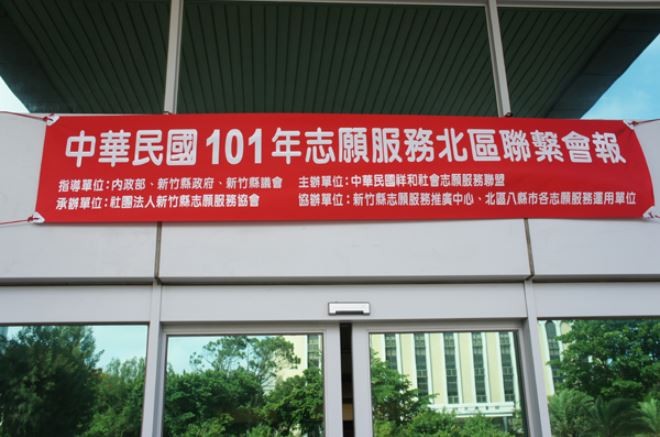 中華民國101年志願服務北區聯繫會報
指導單位：內政部、新竹縣政府、新竹縣議會
主辦單位：中華民國祥和社會志願服務聯盟
承辦單位：社團法人新竹縣志願服務協會
協辦單位：新竹縣志願服務推廣中心、北區八縣市各志願服務運用單位